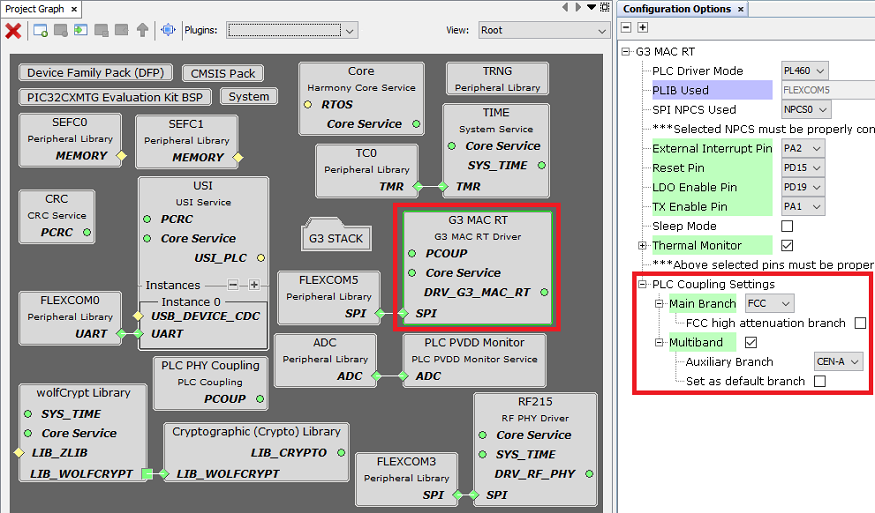 Project Graph
Plugins:
View:
Root
Device Family Pack (DFP)
CMSIS Pack
PIC32CXMTG Evaluation Kit BSP
System
Core
Harmony Core Service
RTOS
Core Service
TRNG
Peripheral Library
SEFC0
Peripheral Library
MEMORY
SEFC1
Peripheral Library
MEMORY
TIME
System Service
Core Service
SYS_TIME
TMR
TC0
Peripheral Library
TMR
CRC
CRC Service
PCRC
USI
USI Service
PCRC
Core Service
USI_PLC
Instances
Instance 0
USB_DEVICE_CDC
UART
G3 STACK
G3 MAC RT
G3 MAC RT Driver
PCOUP
Core Service
DRV_G3_MAC_RT
SPI
FLEXCOM5
Peripheral Library
SPI
FLEXCOM0
Peripheral Library
UART
ADC
Peripheral Library
ADC
PLC PVDD Monitor
PLC PVDD Monitor Service
ADC
PLC PHY Coupling
PLC Coupling
PCOUP
wolfCrypt Library
SYS_TIME
Core Service
LIB_ZLIB
LIB_WOLFCRYPT
Cryptographic (Crypto) Library
LIB_CRYPTO
LIB_WOLFCRYPT
RF215
RF PHY Driver
Core Service
SYS_TIME
DRV_RF_PHY
SPI
FLEXCOM3
Peripheral Library
SPI
Configuration Options
G3 MAC RT
PLC Driver Mode PL460
PLIB Used FLEXCOM5
SPI NPCS Used NPCS0
***Selected NPCS must be properly con
External Interrupt Pin PA2
Reset Pin PD15
LDO Enable Pin PD19
TX Enable Pin PA1
Sleep Mode
Thermal Monitor
***Above selected pins must be proper
PLC Coupling Settings
Main Branch FCC
FCC high attenuation branch
Multiband
Auxiliary Branch CEN-A
Set as default branch